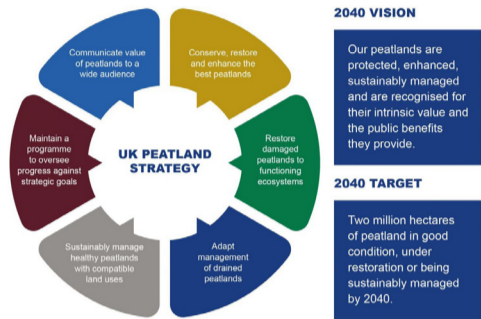 Communicate value
of peatlands to a
wide audience
Conserve, restore
and enhance the
best peatlands
Maintain a
programme
to oversee
progress against
strategic goals
UK PEATLAND
STRATEGY
Restore
damaged
peatlands to
functioning
ecosystems
Sustainably manage
healthy peatlands
with compatible
land uses
Adapt
management
of drained
peatlands
2040 VISION
Our peatlands are
protected, enhanced,
sustainably managed
and are recognised for
their intrinsic value and
the public benefits
they provide.
2040 TARGET
Two million hectares
of peatland in good
condition, under
restoration or being
sustainably managed
by 2040.